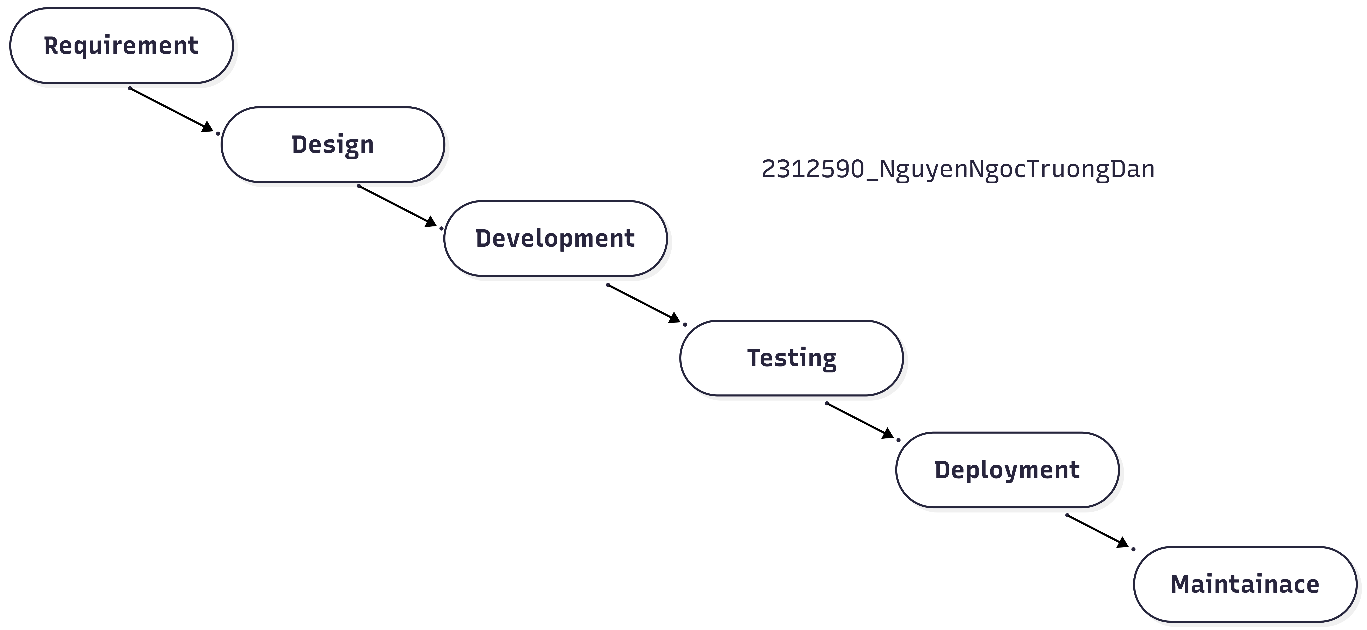 Requirement
Design
2312590_NguyenNgocTruongDan
Development
Testing
Deployment
Maintainace